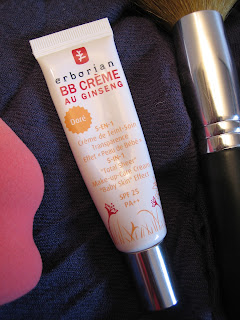 erborian
BB CRÈME
AU GINSENG
Doré
5-EN-1
Crème de teint-Soin
Transparence
Effet « Peau de Bébé »
5-IN-1
"Total Sheer"
Make-up-Care Cream
"Baby Skin" Effect
SPF 25
PA++